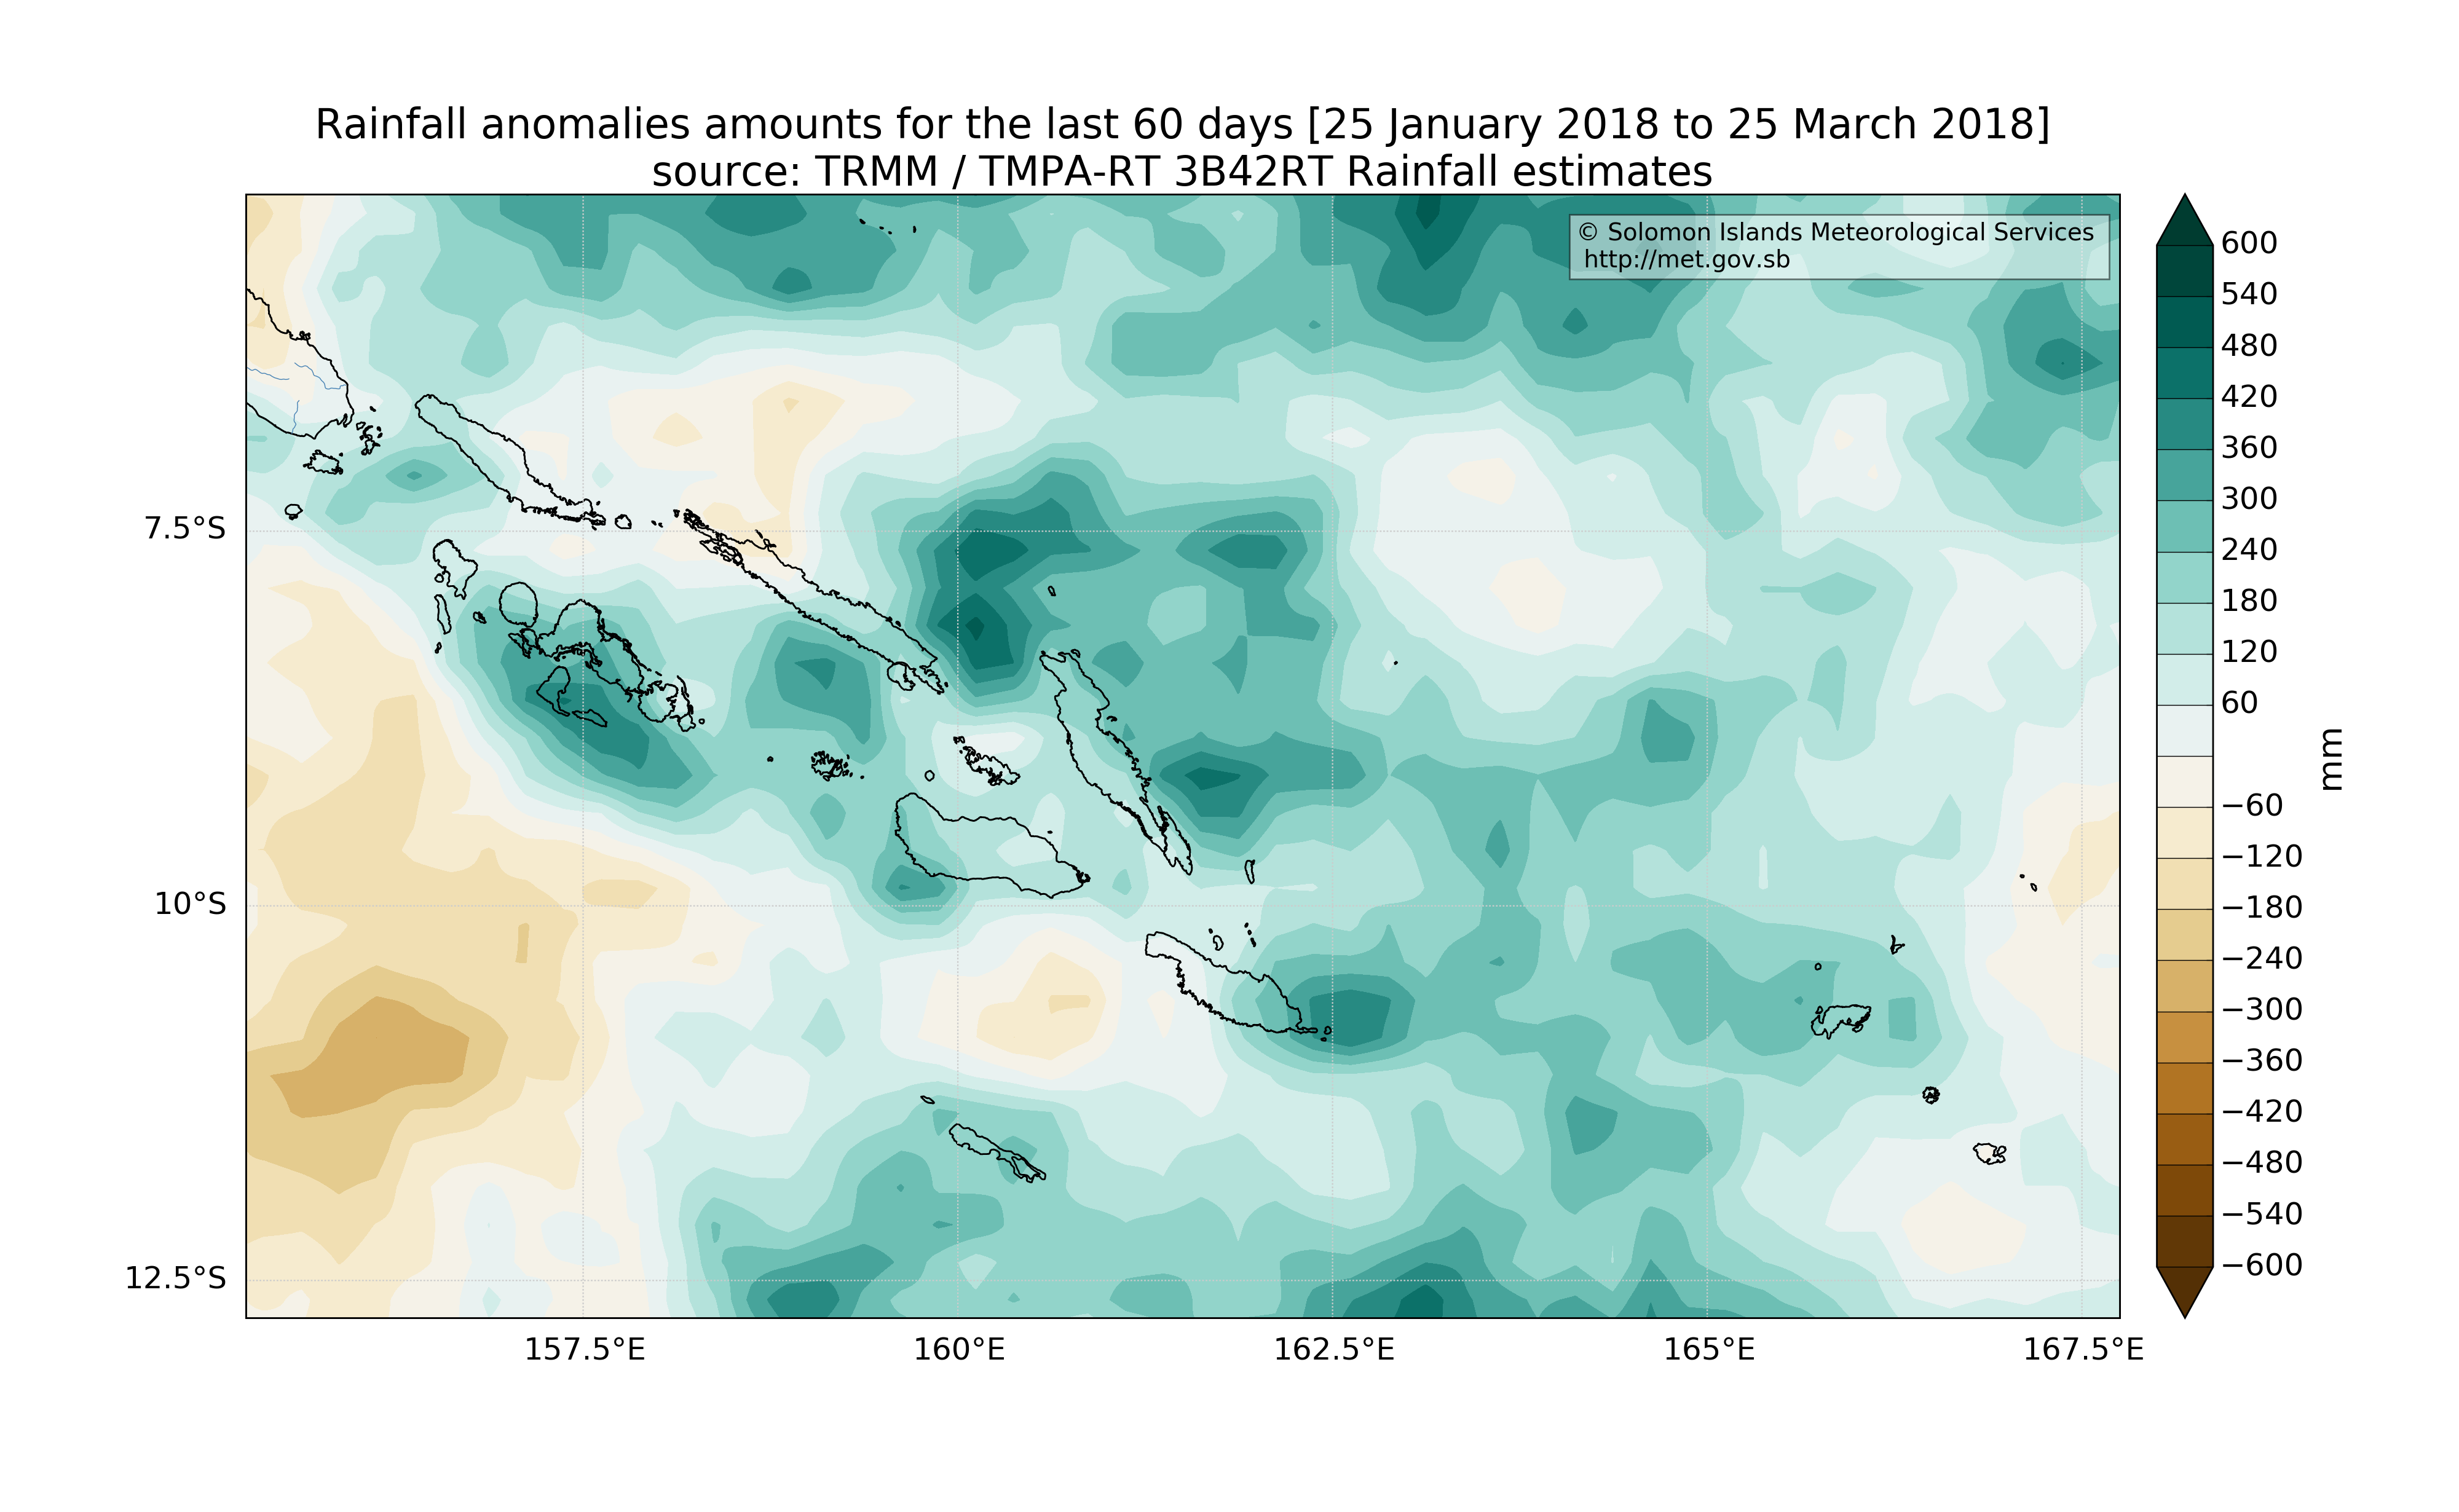 Rainfall anomalies amounts for the last 60 days [25 January 2018 to 25 March 2018]
source: TRMM / TMPA-RT 3B42RT Rainfall estimates
© Solomon Islands Meteorological Services
http://met.gov.sb
600
540
480
420
360
300
240
180
120
60
−60
−120
−180
−240
−300
−360
−420
−480
−540
−600
mm
7.5°S
10°S
12.5°S
157.5°E
160°E
162.5°E
165°E
167.5°E